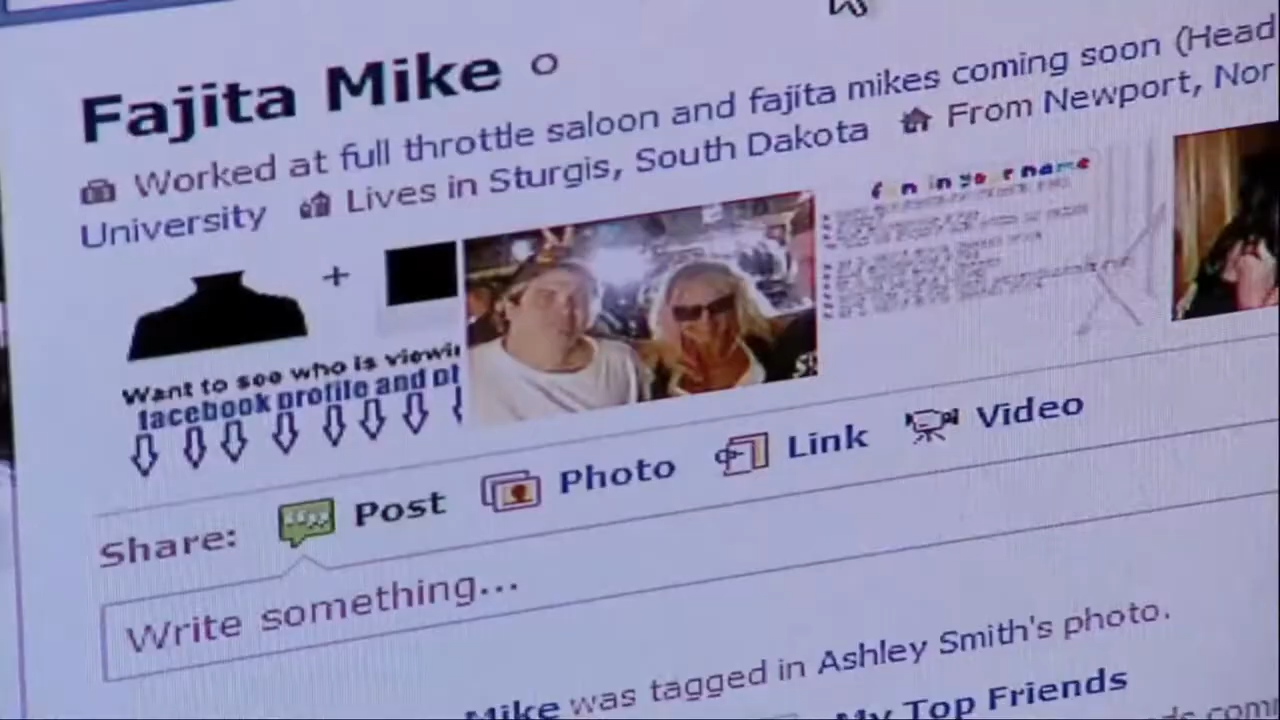 Fajita Mike
Worked at full throttle saloon and fajita mikes coming soon (Head
University Lives in Sturgis, South Dakota From Newport, Nor
+
Want to see who is viewi
facebook profile and ot
Share: Post Photo Link Video
Write something...
Mike was tagged in Ashley Smith's photo.
My Top Friends